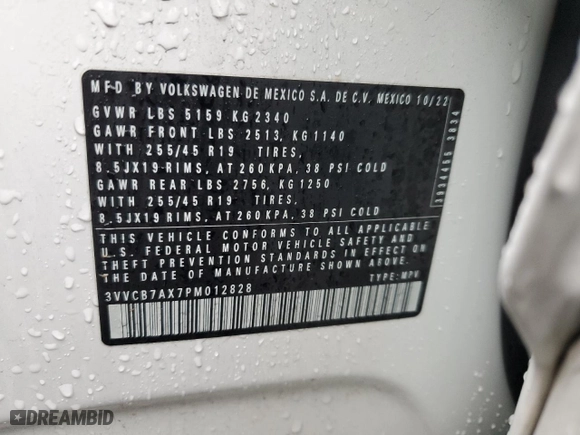 MFD BY VOLKSWAGEN DE MEXICO S.A. DE C.V. MEXICO 10/22
GVWR LBS 5159 KG 2340
GAWR FRONT LBS 2513, KG 1140
WITH 255/45 R19 TIRES,
8.5JX19 RIMS, AT 260 KPA, 38 PSI COLD
GAWR REAR LBS 2756, KG 1250
WITH 255/45 R19 TIRES,
8.5JX19 RIMS, AT 260 KPA, 38 PSI COLD
THIS VEHICLE CONFORMS TO ALL APPLICABLE
U.S. FEDERAL MOTOR VEHICLE SAFETY AND
THEFT PREVENTION STANDARDS IN EFFECT ON
THE DATE OF MANUFACTURE SHOWN ABOVE.
3VVCB7AX7PM012828 TYPE: MPV
DREAMBID